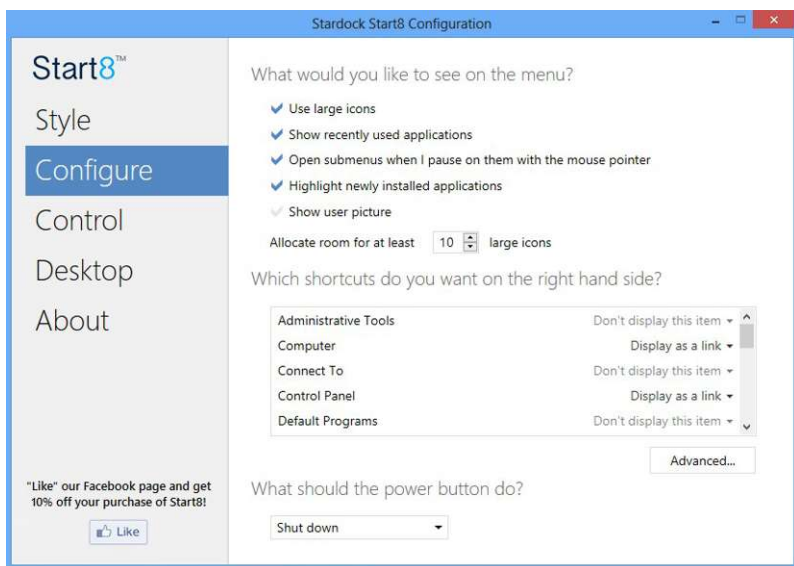 Stardock Start8 Configuration
Start8™
Style
Configure
Control
Desktop
About
"Like" our Facebook page and get
10% off your purchase of Start8!
Like
What would you like to see on the menu?
Use large icons
Show recently used applications
Open submenus when I pause on them with the mouse pointer
Highlight newly installed applications
Show user picture
Allocate room for at least 10 large icons
Which shortcuts do you want on the right hand side?
Administrative Tools Don't display this item
Computer Display as a link
Connect To Don't display this item
Control Panel Display as a link
Default Programs Don't display this item
Advanced...
What should the power button do?
Shut down